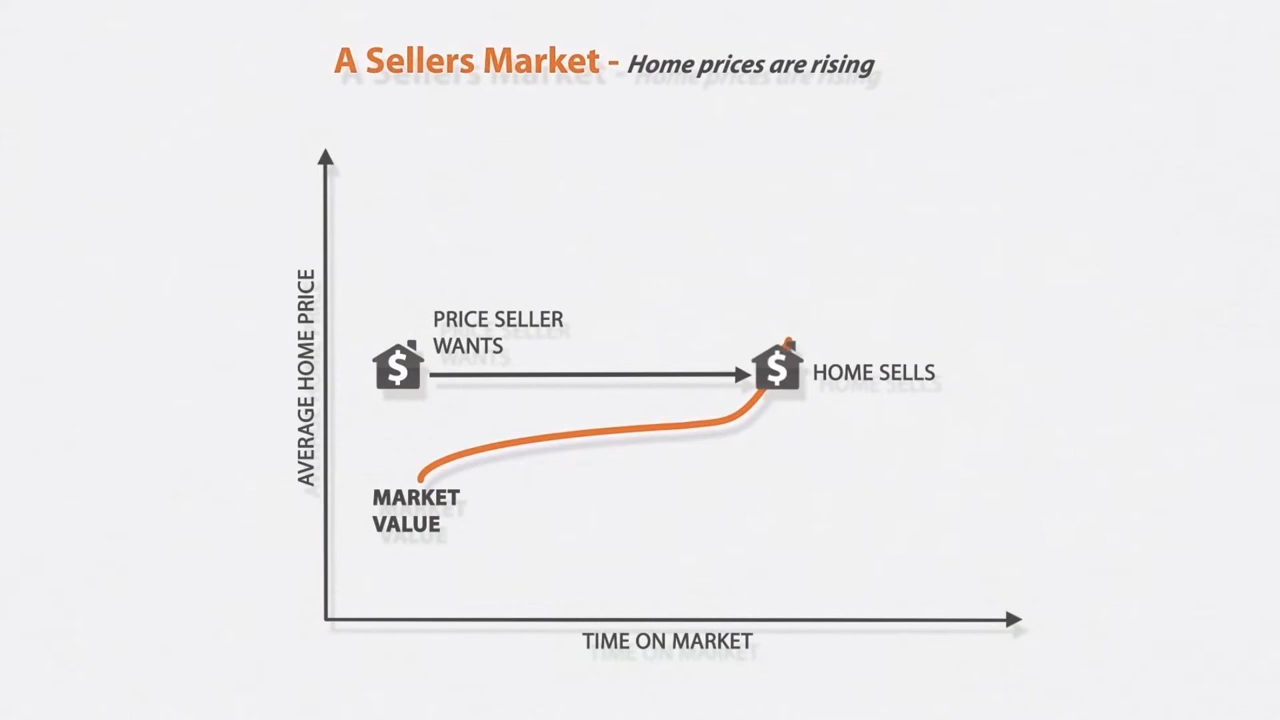 A Sellers Market - Home prices are rising
AVERAGE HOME PRICE
PRICE SELLER
WANTS
$
$
HOME SELLS
MARKET
VALUE
TIME ON MARKET